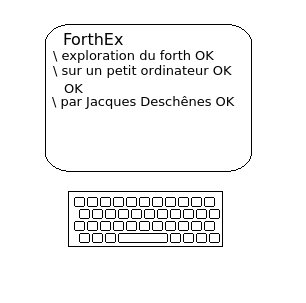 ForthEx
\ exploration du forth OK
\ sur un petit ordinateur OK
OK
\ par Jacques Deschênes OK